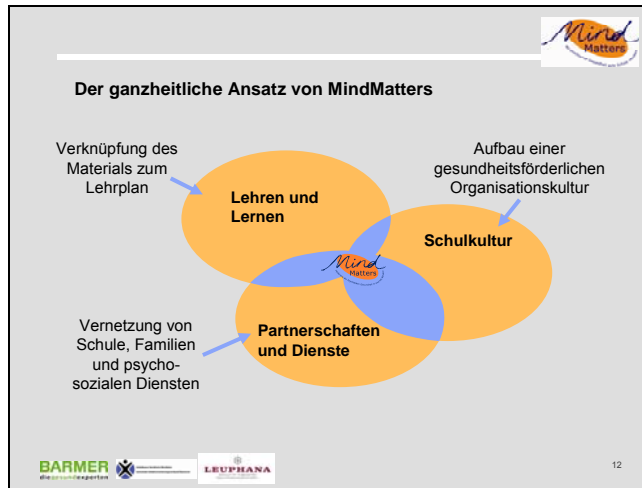 Mind
Matters
Der ganzheitliche Ansatz von MindMatters
Verknüpfung des
Materials zum
Lehrplan
Aufbau einer
gesundheitsförderlichen
Organisationskultur
Lehren und
Lernen
Schulkultur
Mind
Matters
Partnerschaften
und Dienste
Vernetzung von
Schule, Familien
und psycho-
sozialen Diensten
BARMER
die gesundexperten
LEUPHANA
12